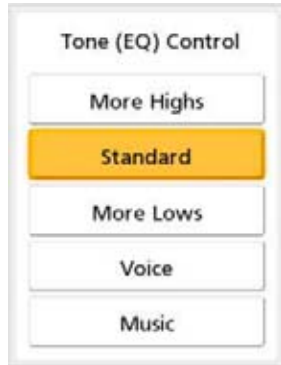 Tone (EQ) Control
More Highs
Standard
More Lows
Voice
Music